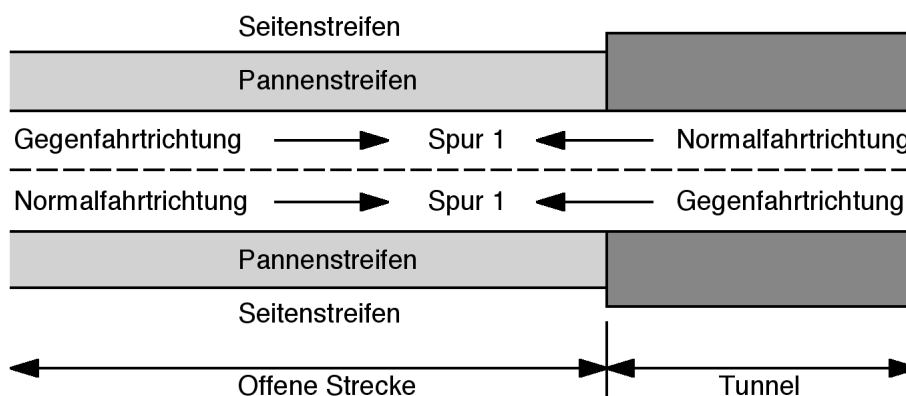 Seitenstreifen
Pannenstreifen
Gegenfahrtrichtung Spur 1 Normalfahrtrichtung
Normalfahrtrichtung Spur 1 Gegenfahrtrichtung
Pannenstreifen
Seitenstreifen
Offene Strecke Tunnel